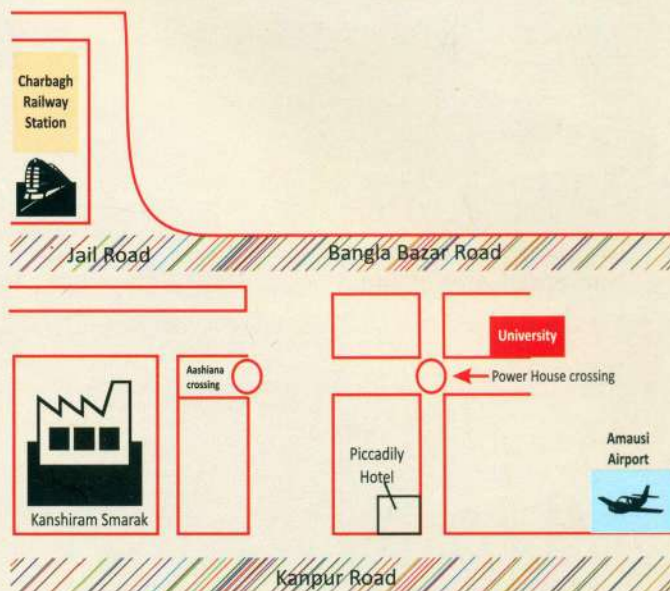 Charbagh
Railway
Station
Jail Road
Bangla Bazar Road
University
Aashiana
crossing
Power House crossing
Piccadily
Hotel
Amausi
Airport
Kanshiram Smarak
Kanpur Road